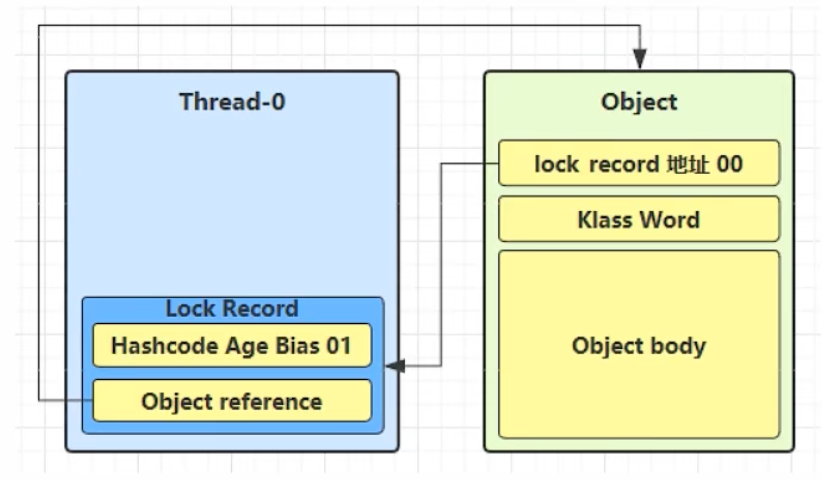 Thread-0
Lock Record
Hashcode Age Bias 01
Object reference
Object
lock record 地址 00
Klass Word
Object body